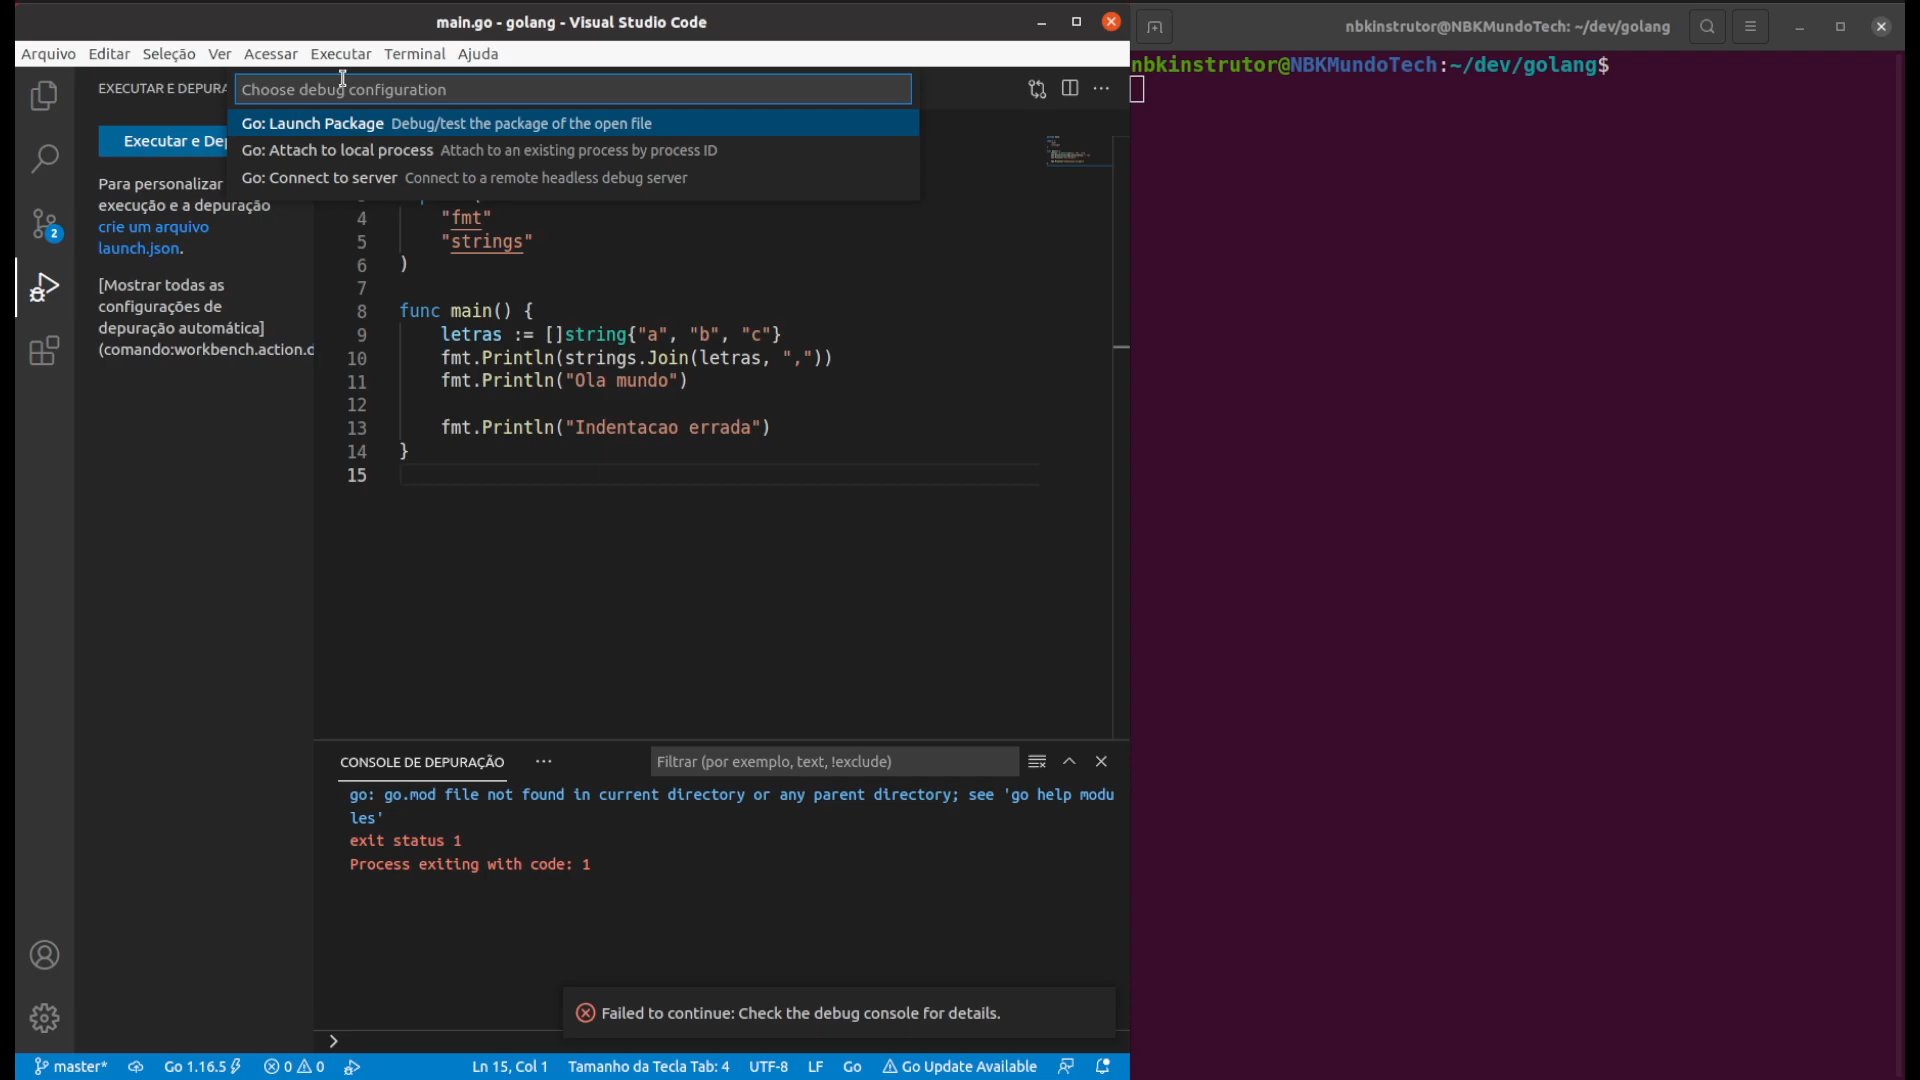 main.go - golang - Visual Studio Code
Arquivo Editar Seleção Ver Acessar Executar Terminal Ajuda
EXECUTAR E DEPURA
Choose debug configuration
Go: Launch Package Debug/test the package of the open file
Go: Attach to local process Attach to an existing process by process ID
Go: Connect to server Connect to a remote headless debug server
Executar e De
Para personalizar
execução e a depuração
crie um arquivo
launch.json.
[Mostrar todas as
configurações de
depuração automática]
(comando:workbench.action.d
2
4 "fmt"
5 "strings"
6 )
7
8 func main() {
9 letras := []string{"a", "b", "c"}
10 fmt.Println(strings.Join(letras, ","))
11 fmt.Println("Ola mundo")
12
13 fmt.Println("Indentacao errada")
14 }
15
CONSOLE DE DEPURAÇÃO ···
Filtrar (por exemplo, text, !exclude)
go: go.mod file not found in current directory or any parent directory; see 'go help modu
les'
exit status 1
Process exiting with code: 1
Failed to continue: Check the debug console for details.
master* Go 1.16.5 0 0 Ln 15, Col 1 Tamanho da Tecla Tab: 4 UTF-8 LF Go Go Update Available
nbkinstrutor@NBKMundoTech: ~/dev/golang
nbkinstrutor@NBKMundoTech:~/dev/golang$